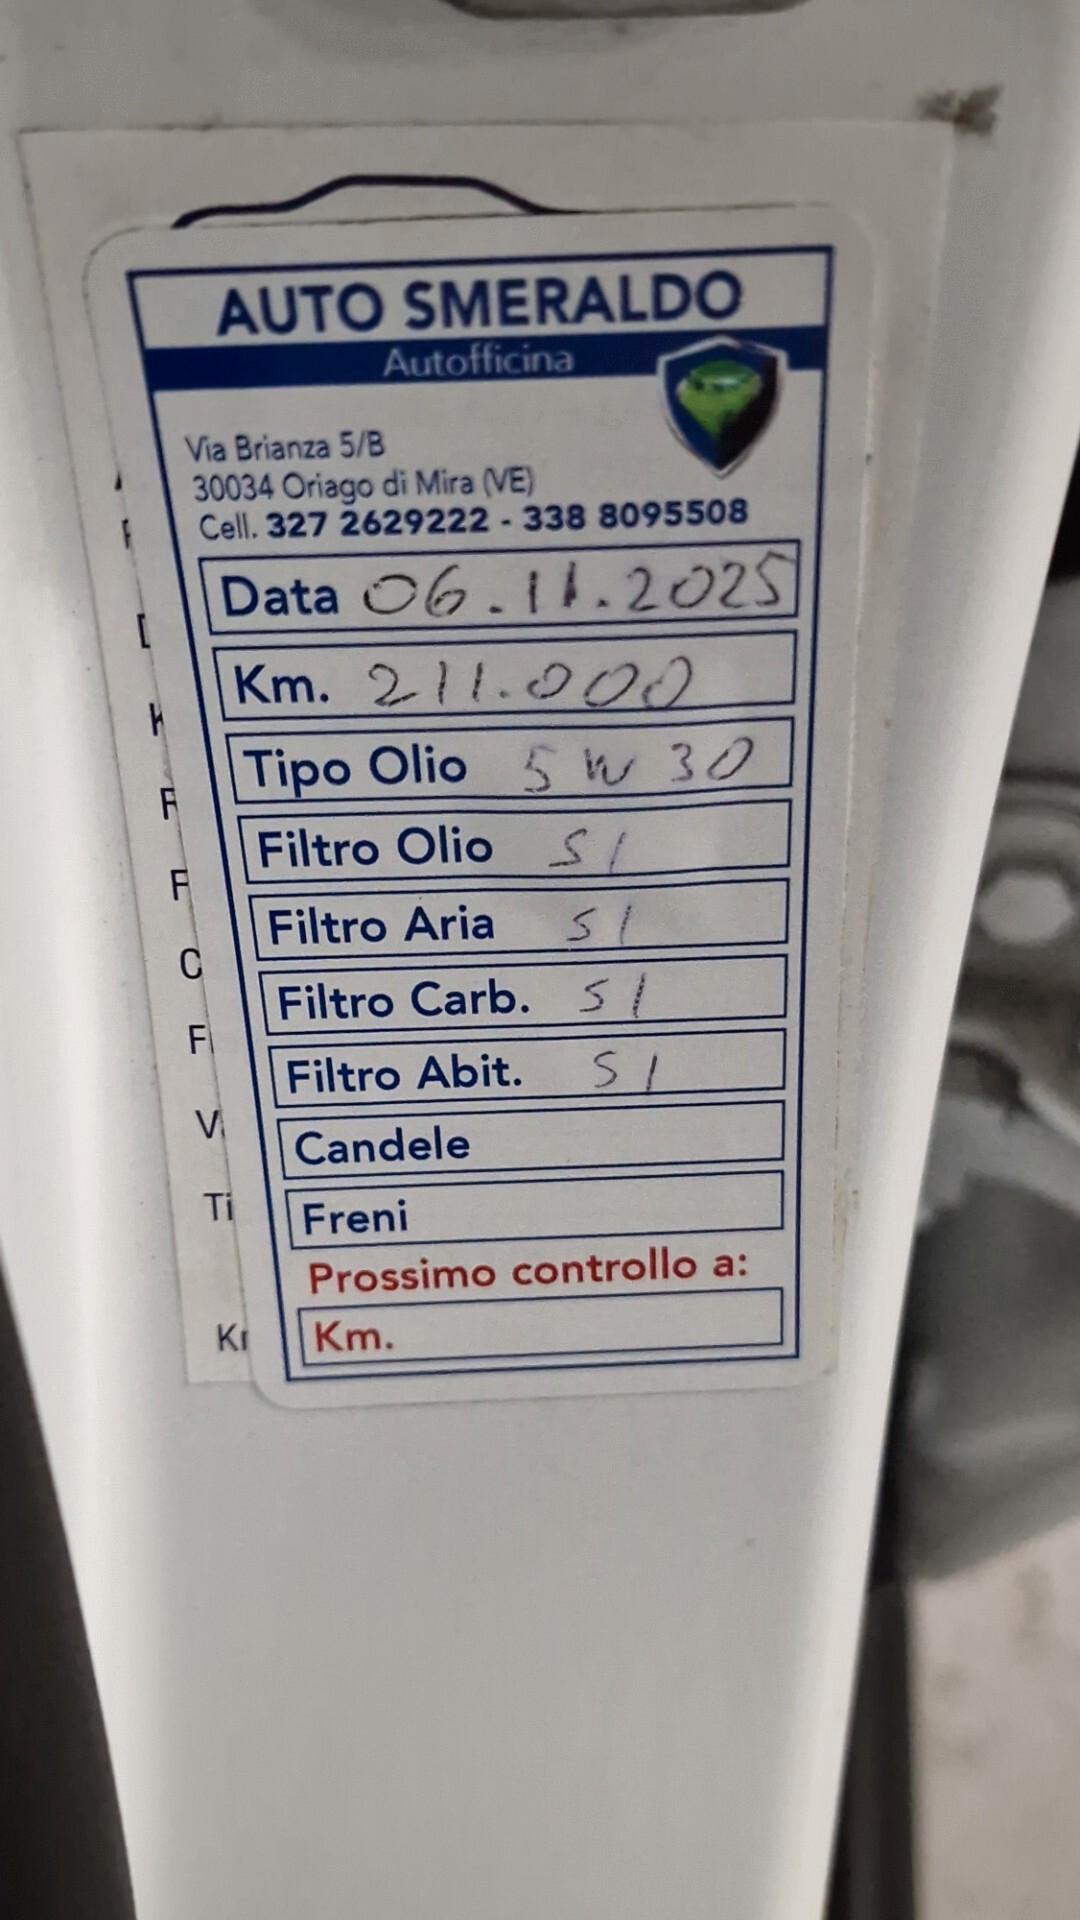 AUTO SMERALDO
Autofficina
Via Brianza 5/B
30034 Oriago di Mira (VE)
Cell. 327 2629222 - 338 8095508
Data 06.11.2025
Km. 211.000
Tipo Olio 5W30
Filtro Olio SI
Filtro Aria SI
Filtro Carb. SI
Filtro Abit. SI
Candele
Freni
Prossimo controllo a:
Km.